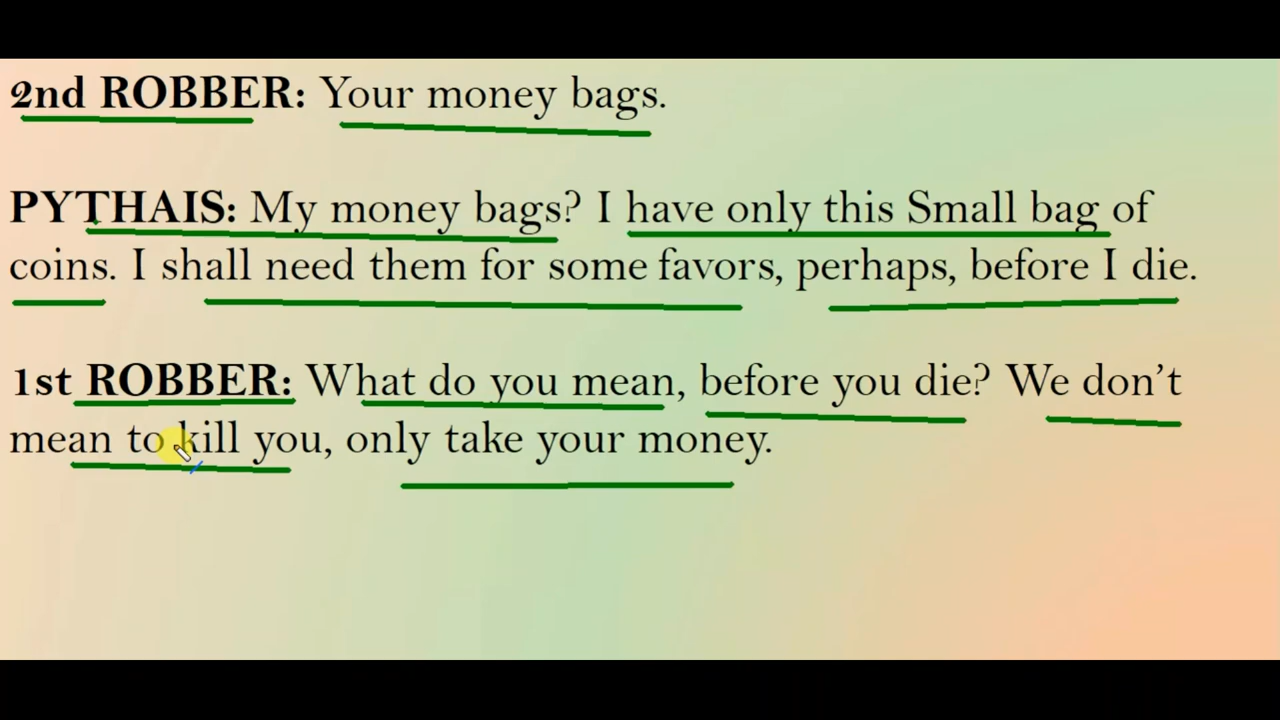 2nd ROBBER: Your money bags.
PYTHAIS: My money bags? I have only this Small bag of
coins. I shall need them for some favors, perhaps, before I die.
1st ROBBER: What do you mean, before you die? We don’t
mean to kill you, only take your money.